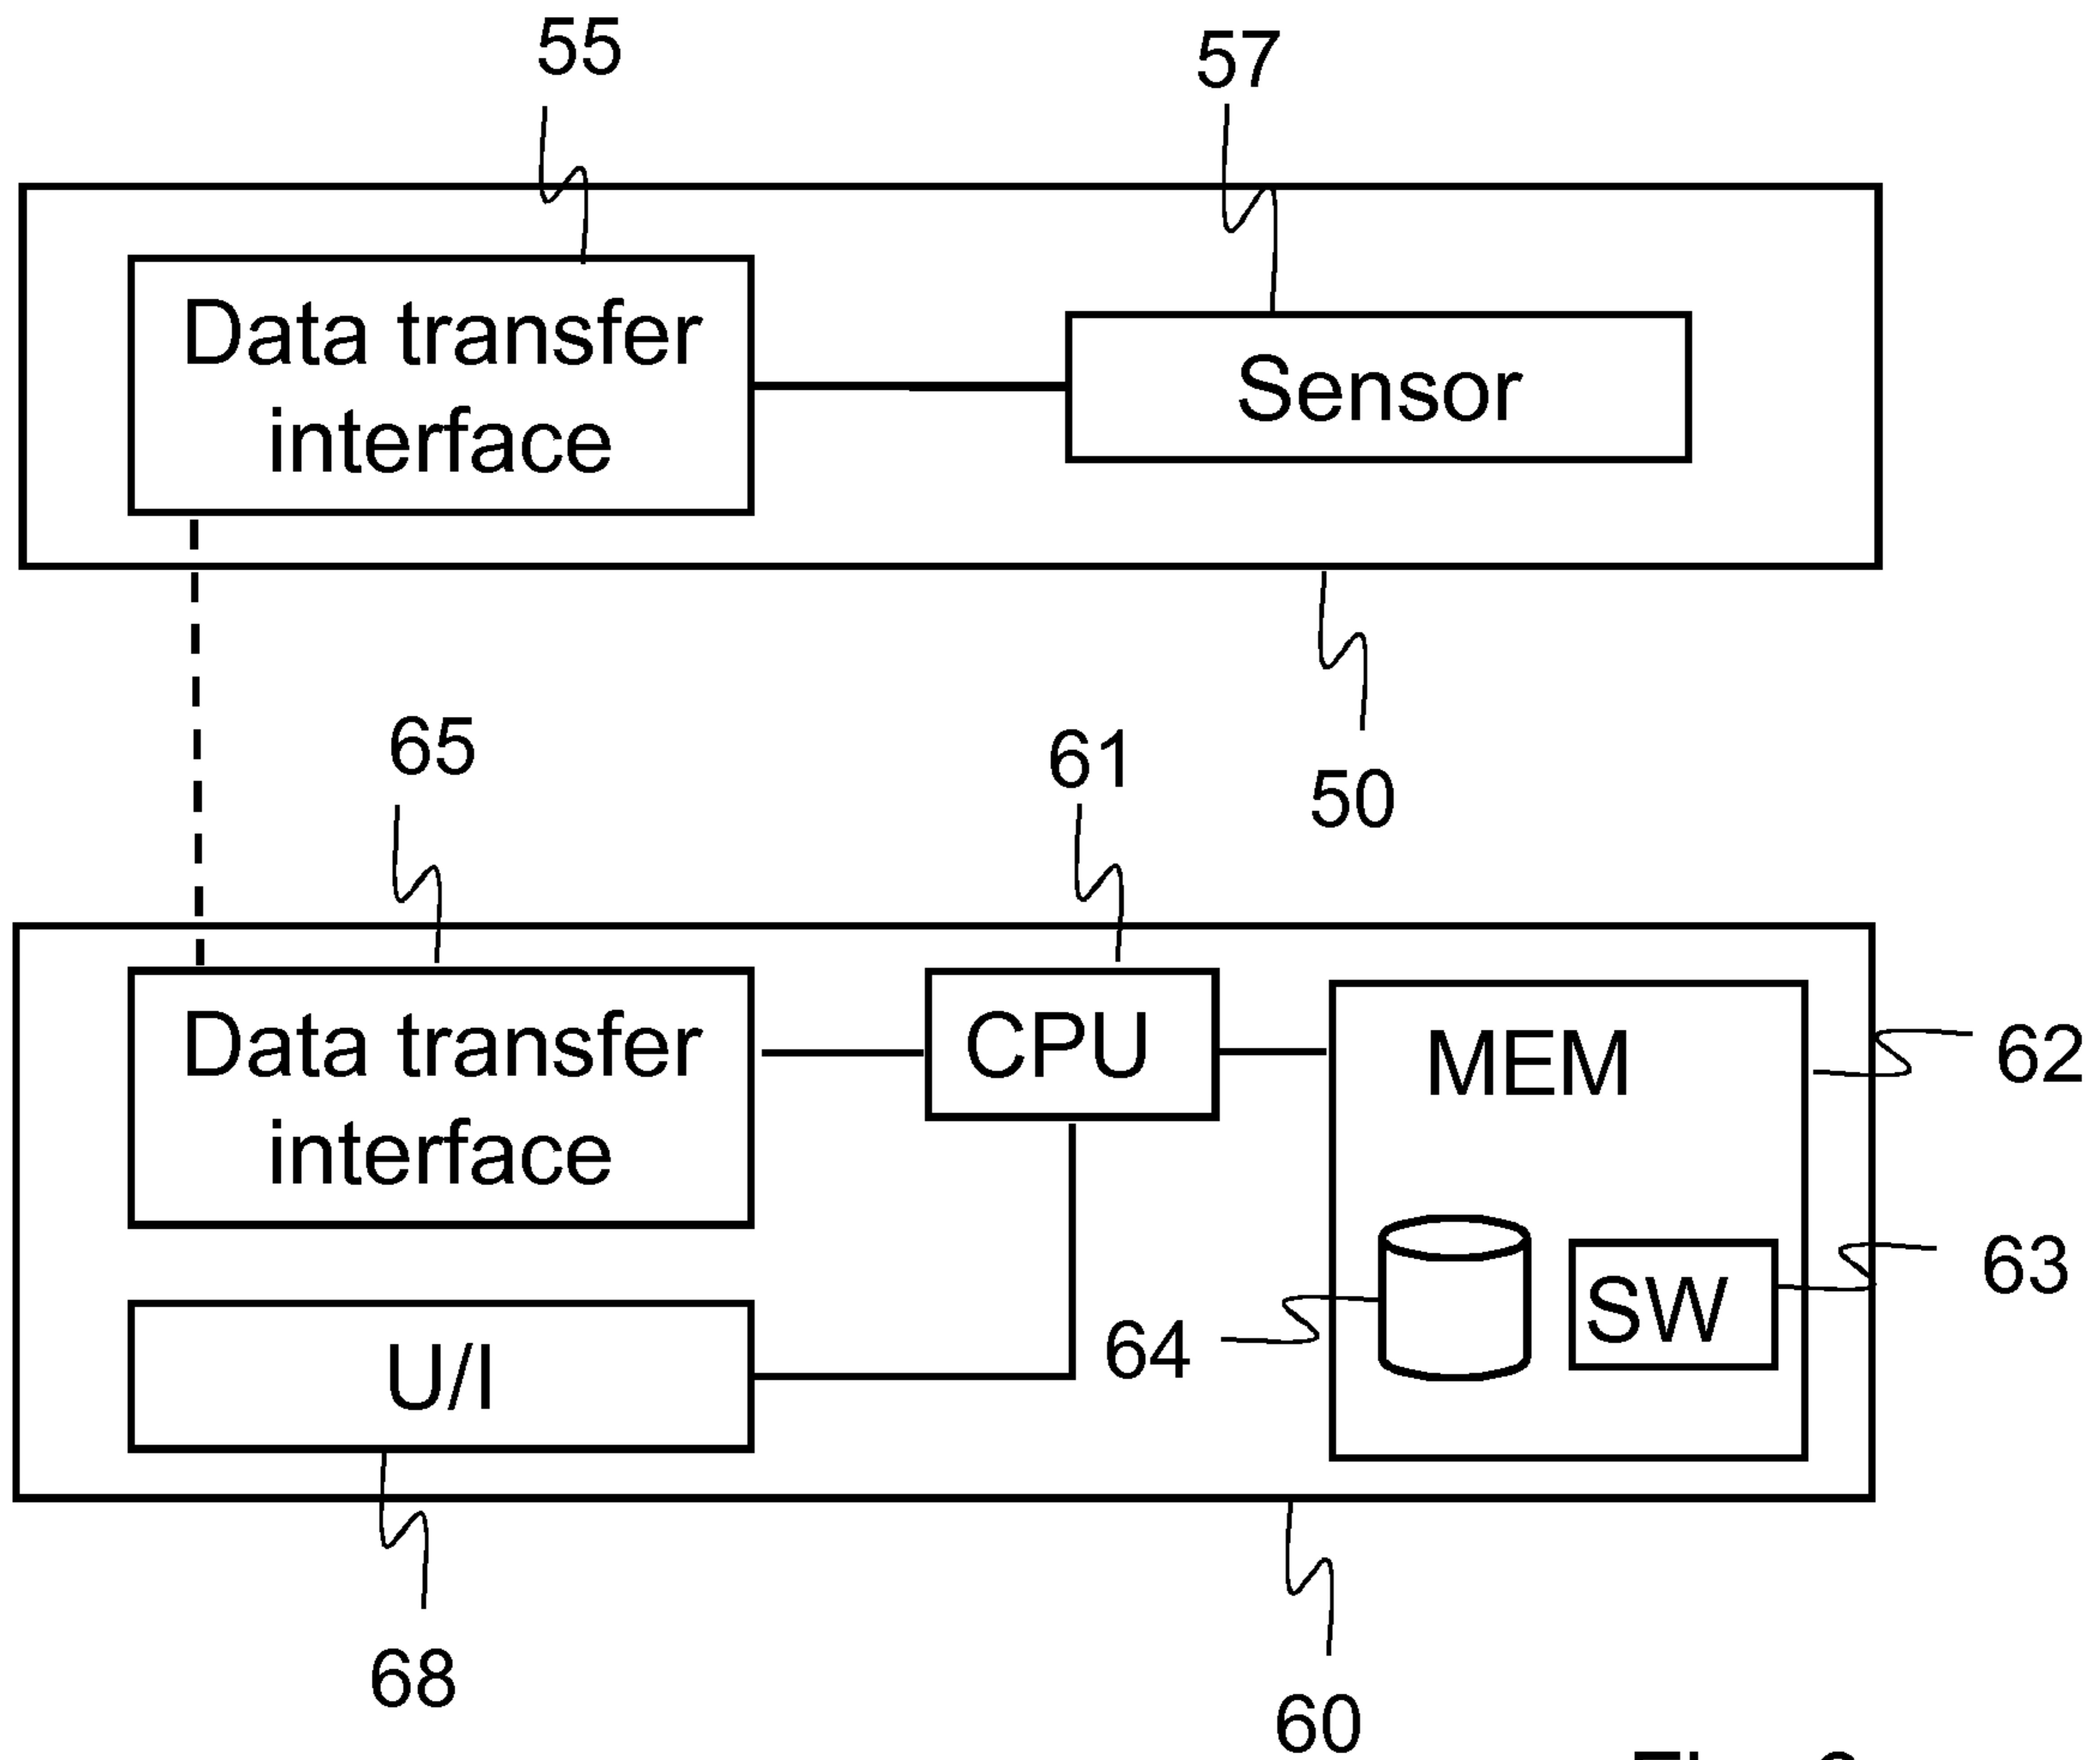 55
57
Data transfer
interface
Sensor
50
65
61
Data transfer
interface
CPU
MEM
62
63
64
SW
U/I
68
60